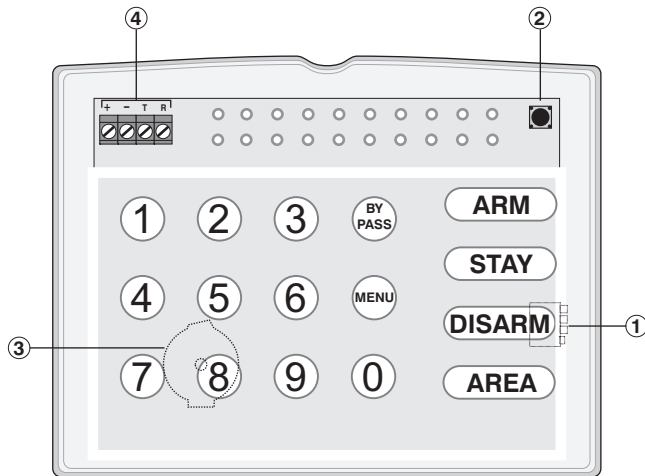 4 2
+ - T R
1 2 3 BY PASS ARM
STAY
4 5 6 MENU
DISARM 1
3
7 8 9 0 AREA